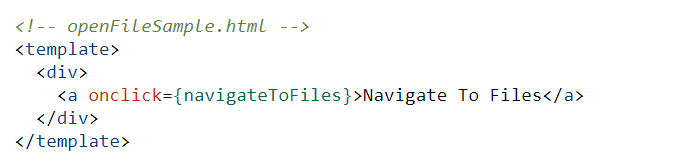 <!-- openFileSample.html -->
<template>
  <div>
    <a onclick={navigateToFiles}>Navigate To Files</a>
  </div>
</template>